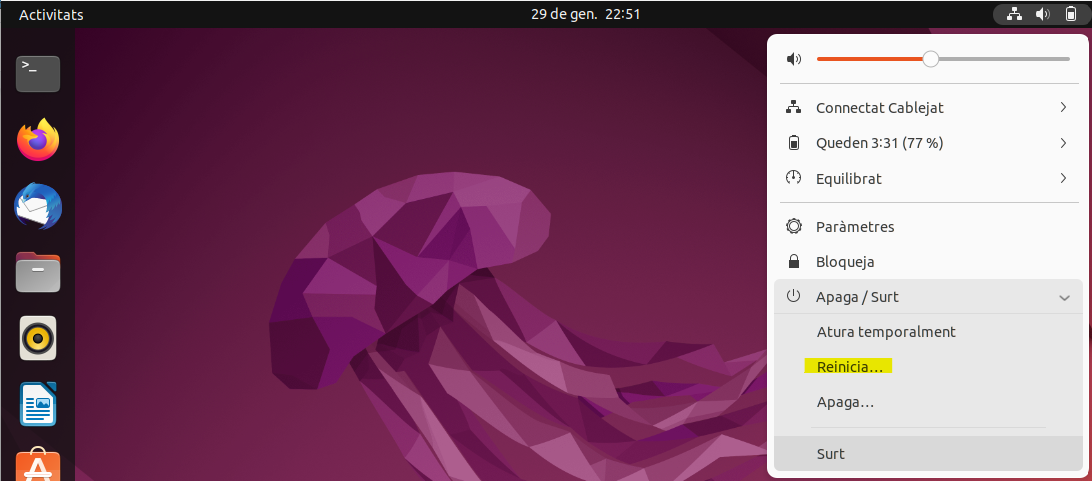 Activitats
29 de gen. 22:51
>_
Connectat Cablejat
Queden 3:31 (77 %)
Equilibrat
Paràmetres
Bloqueja
Apaga / Surt
Atura temporalment
Reinicia…
Apaga…
Surt